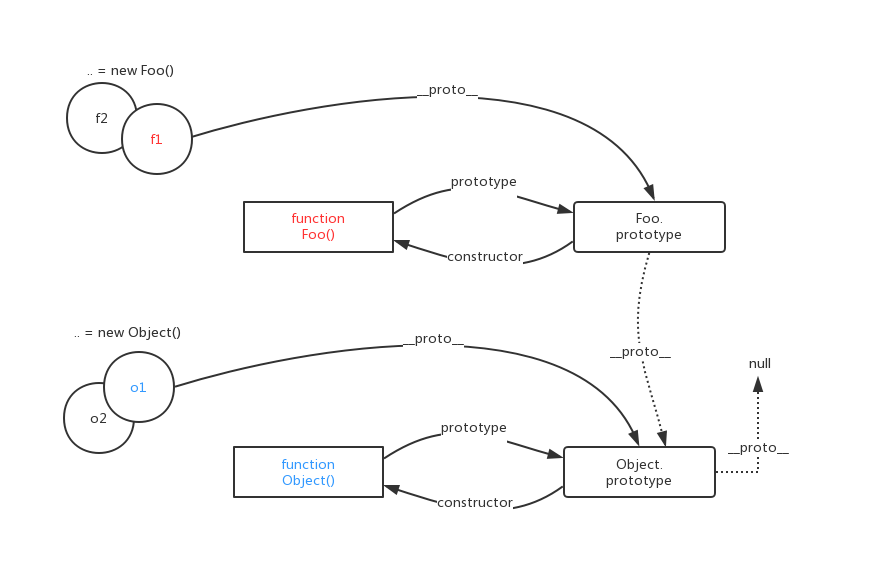 .. = new Foo()
f2
f1
__proto__
prototype
function
Foo()
Foo.
prototype
constructor
.. = new Object()
__proto__
__proto__
null
o1
o2
prototype
__proto__
function
Object()
Object.
prototype
constructor